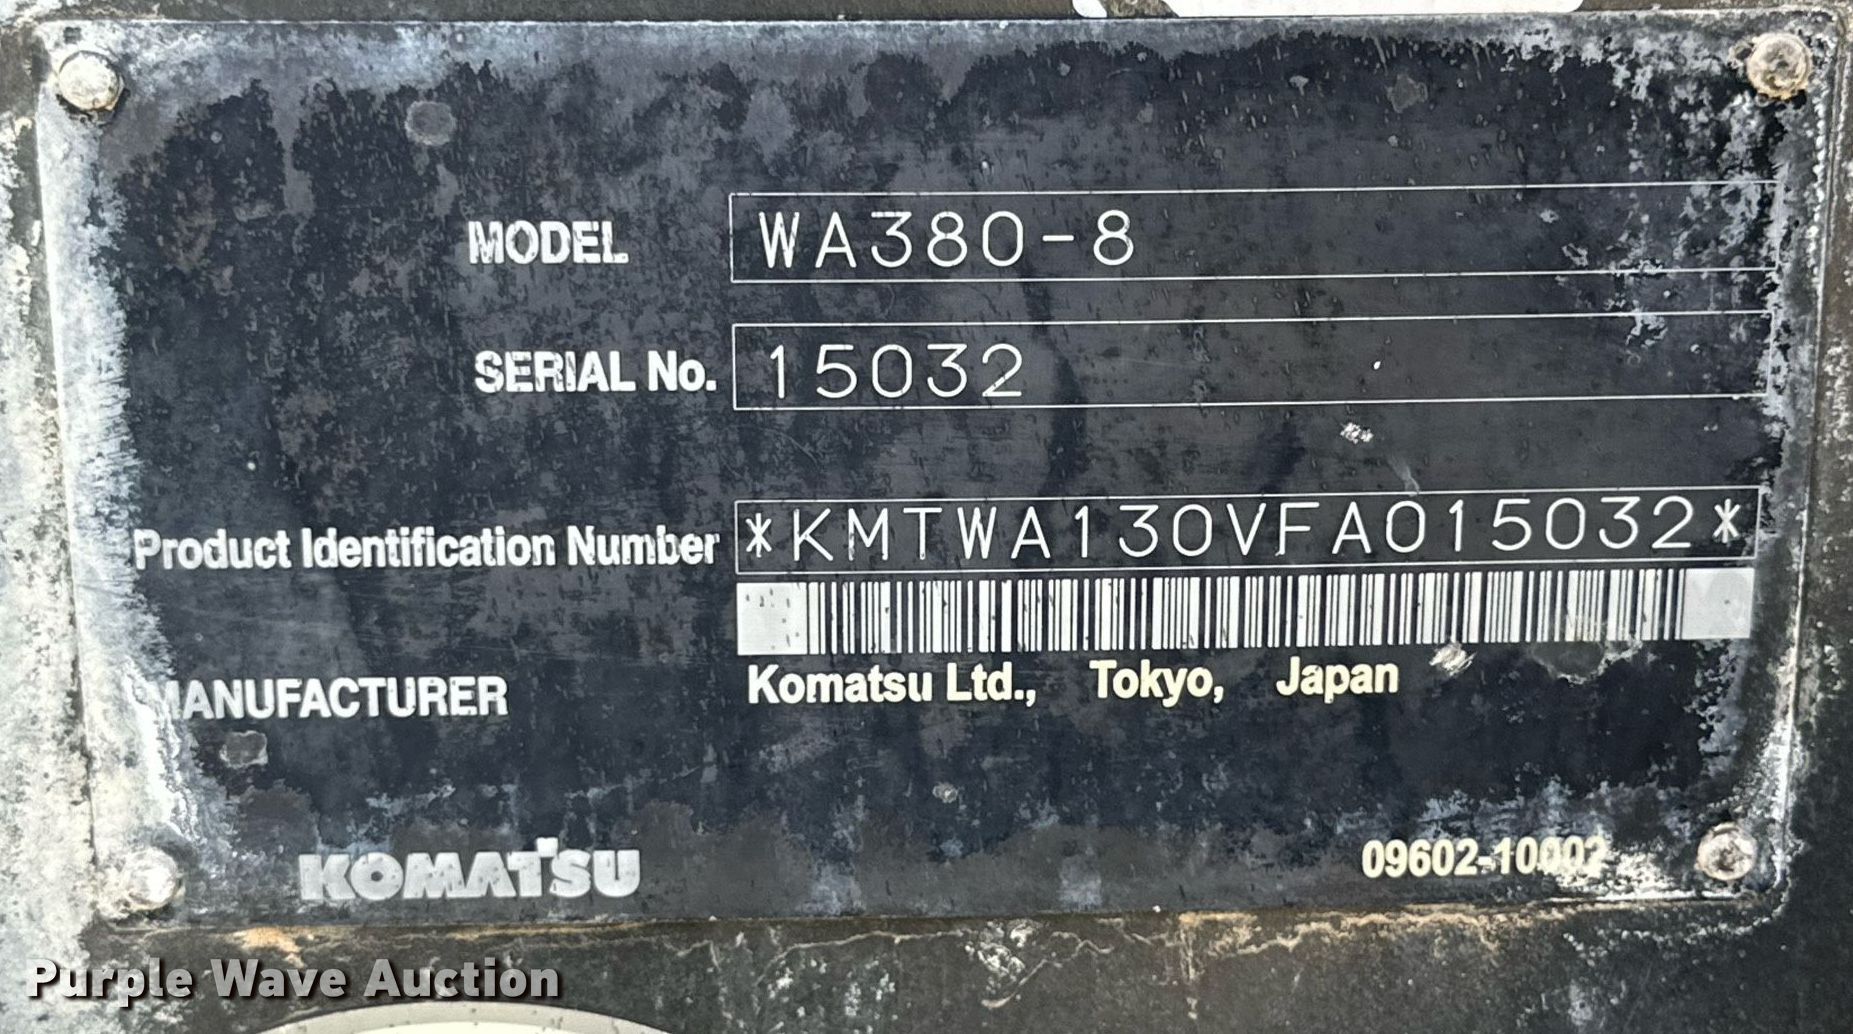 MODEL WA380-8
SERIAL No. 15032
Product Identification Number *KMTWA130VFA015032*
MANUFACTURER Komatsu Ltd., Tokyo, Japan
KOMATSU 09602-10002
Purple Wave Auction